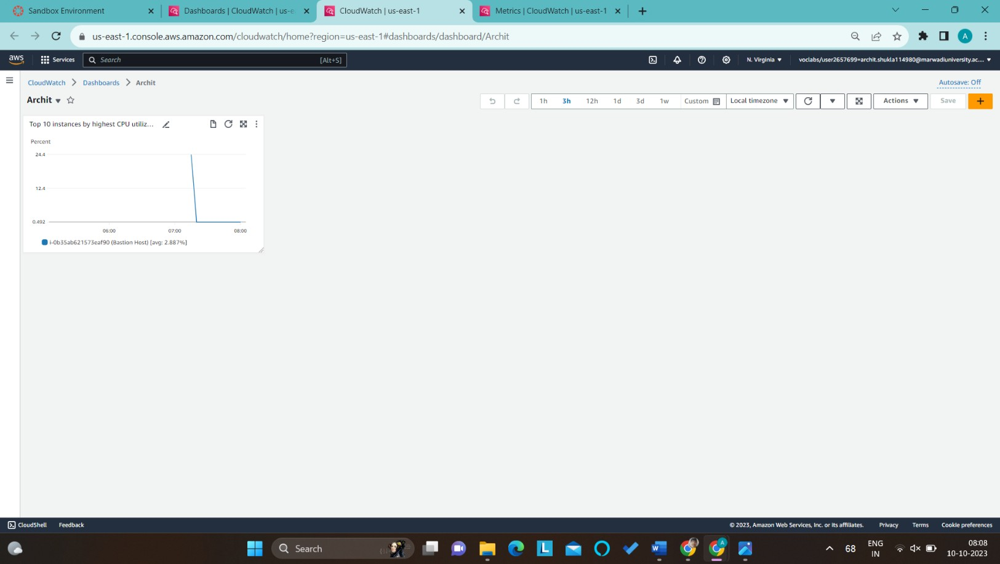 Sandbox Environment
Dashboards | CloudWatch | us-e
CloudWatch | us-east-1
Metrics | CloudWatch | us-east-1
us-east-1.console.aws.amazon.com/cloudwatch/home?region=us-east-1#dashboards/dashboard/Archit
A
aws
Services
Search
[Alt+S]
N. Virginia
voclabs/user2657699=archit.shukla114980@marwadiuniversity.ac....
CloudWatch
Dashboards
Archit
Autosave: Off
Archit
1h
3h
12h
1d
3d
1w
Custom
Local timezone
Actions
Save
Top 10 instances by highest CPU utiliz...
Percent
24.4
12.4
0.492
06:00
07:00
08:00
i-0b35ab621573eaf90 (Bastion Host) [avg: 2.887%]
CloudShell
Feedback
© 2023, Amazon Web Services, Inc. or its affiliates.
Privacy
Terms
Cookie preferences
Search
L
W
A
68
ENG
IN
08:08
10-10-2023